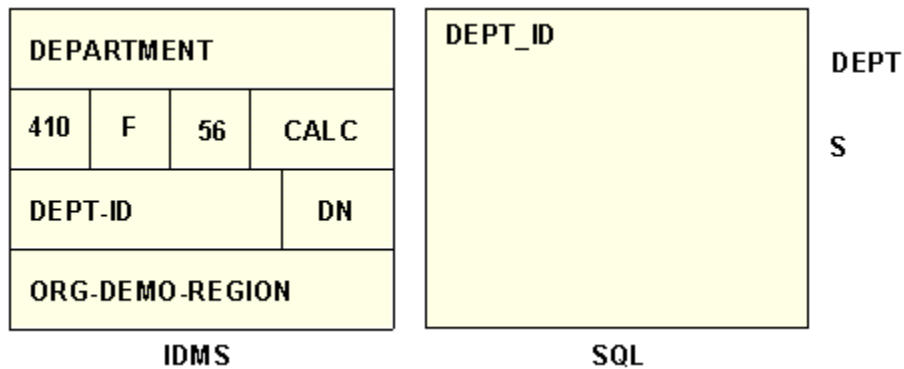 DEPARTMENT
410 F 56 CALC
DEPT-ID DN
ORG-DEMO-REGION
IDMS
DEPT_ID
SQL
DEPT
S